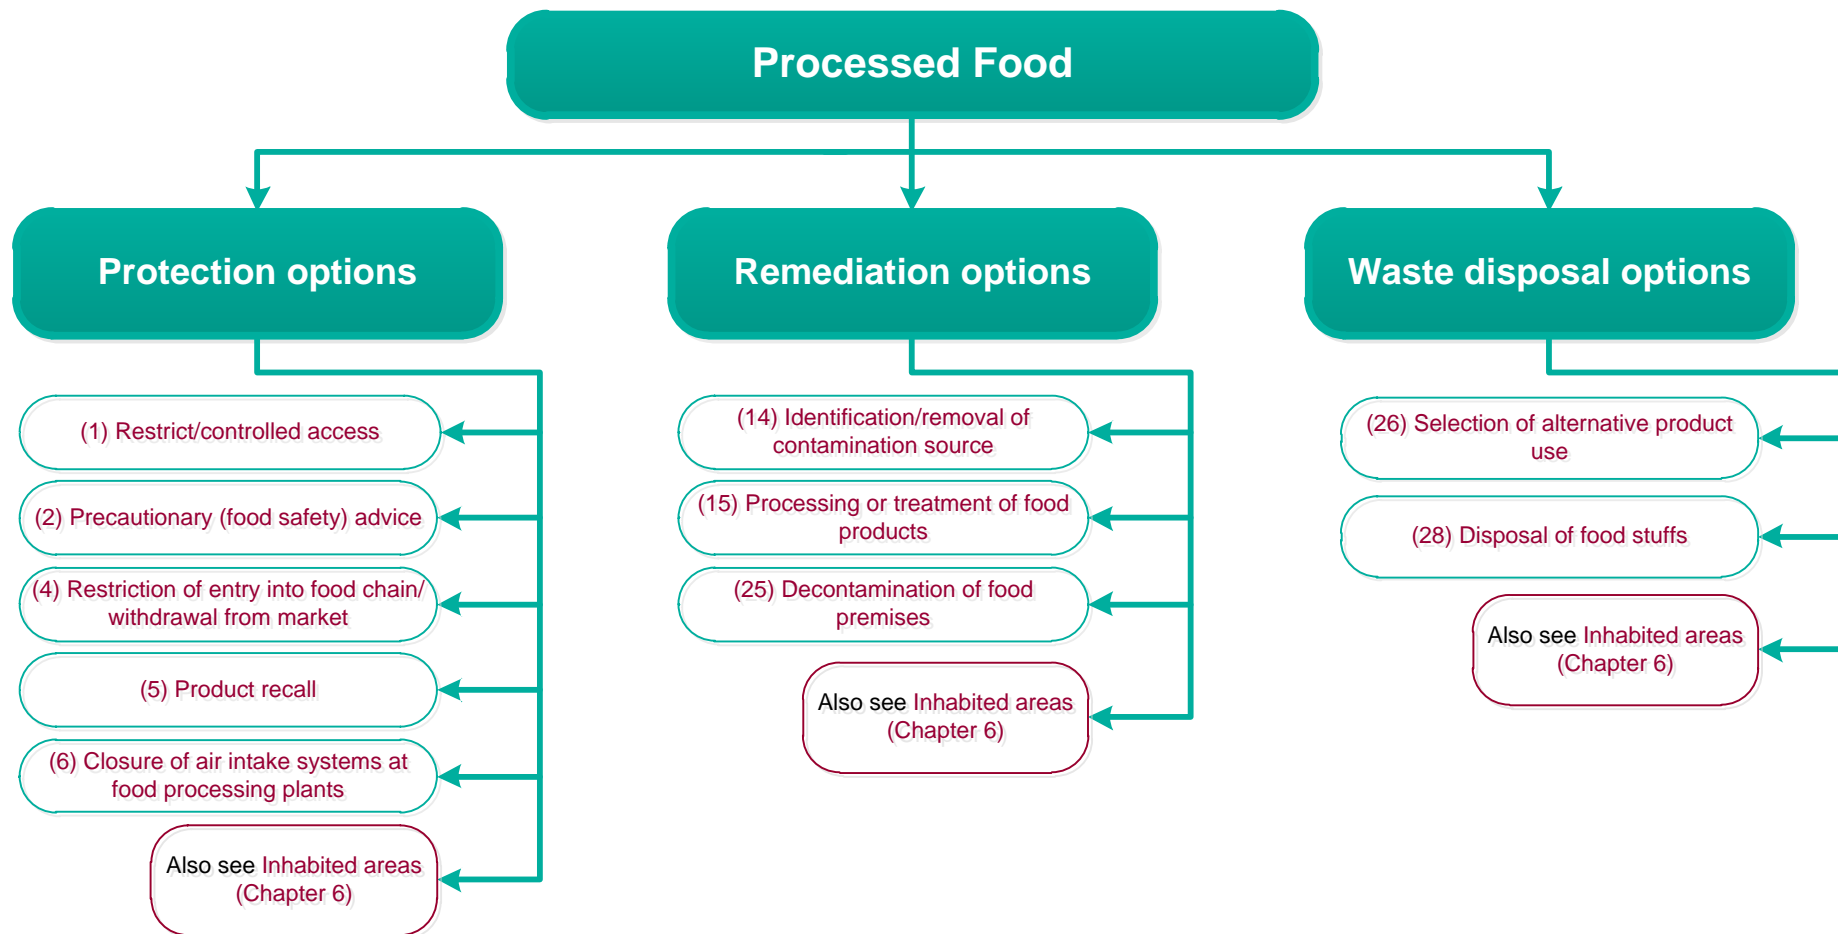 Processed Food
Protection options
(1) Restrict/controlled access
(2) Precautionary (food safety) advice
(4) Restriction of entry into food chain/
withdrawal from market
(5) Product recall
(6) Closure of air intake systems at
food processing plants
Also see Inhabited areas
(Chapter 6)
Remediation options
(14) Identification/removal of
contamination source
(15) Processing or treatment of food
products
(25) Decontamination of food
premises
Also see Inhabited areas
(Chapter 6)
Waste disposal options
(26) Selection of alternative product
use
(28) Disposal of food stuffs
Also see Inhabited areas
(Chapter 6)